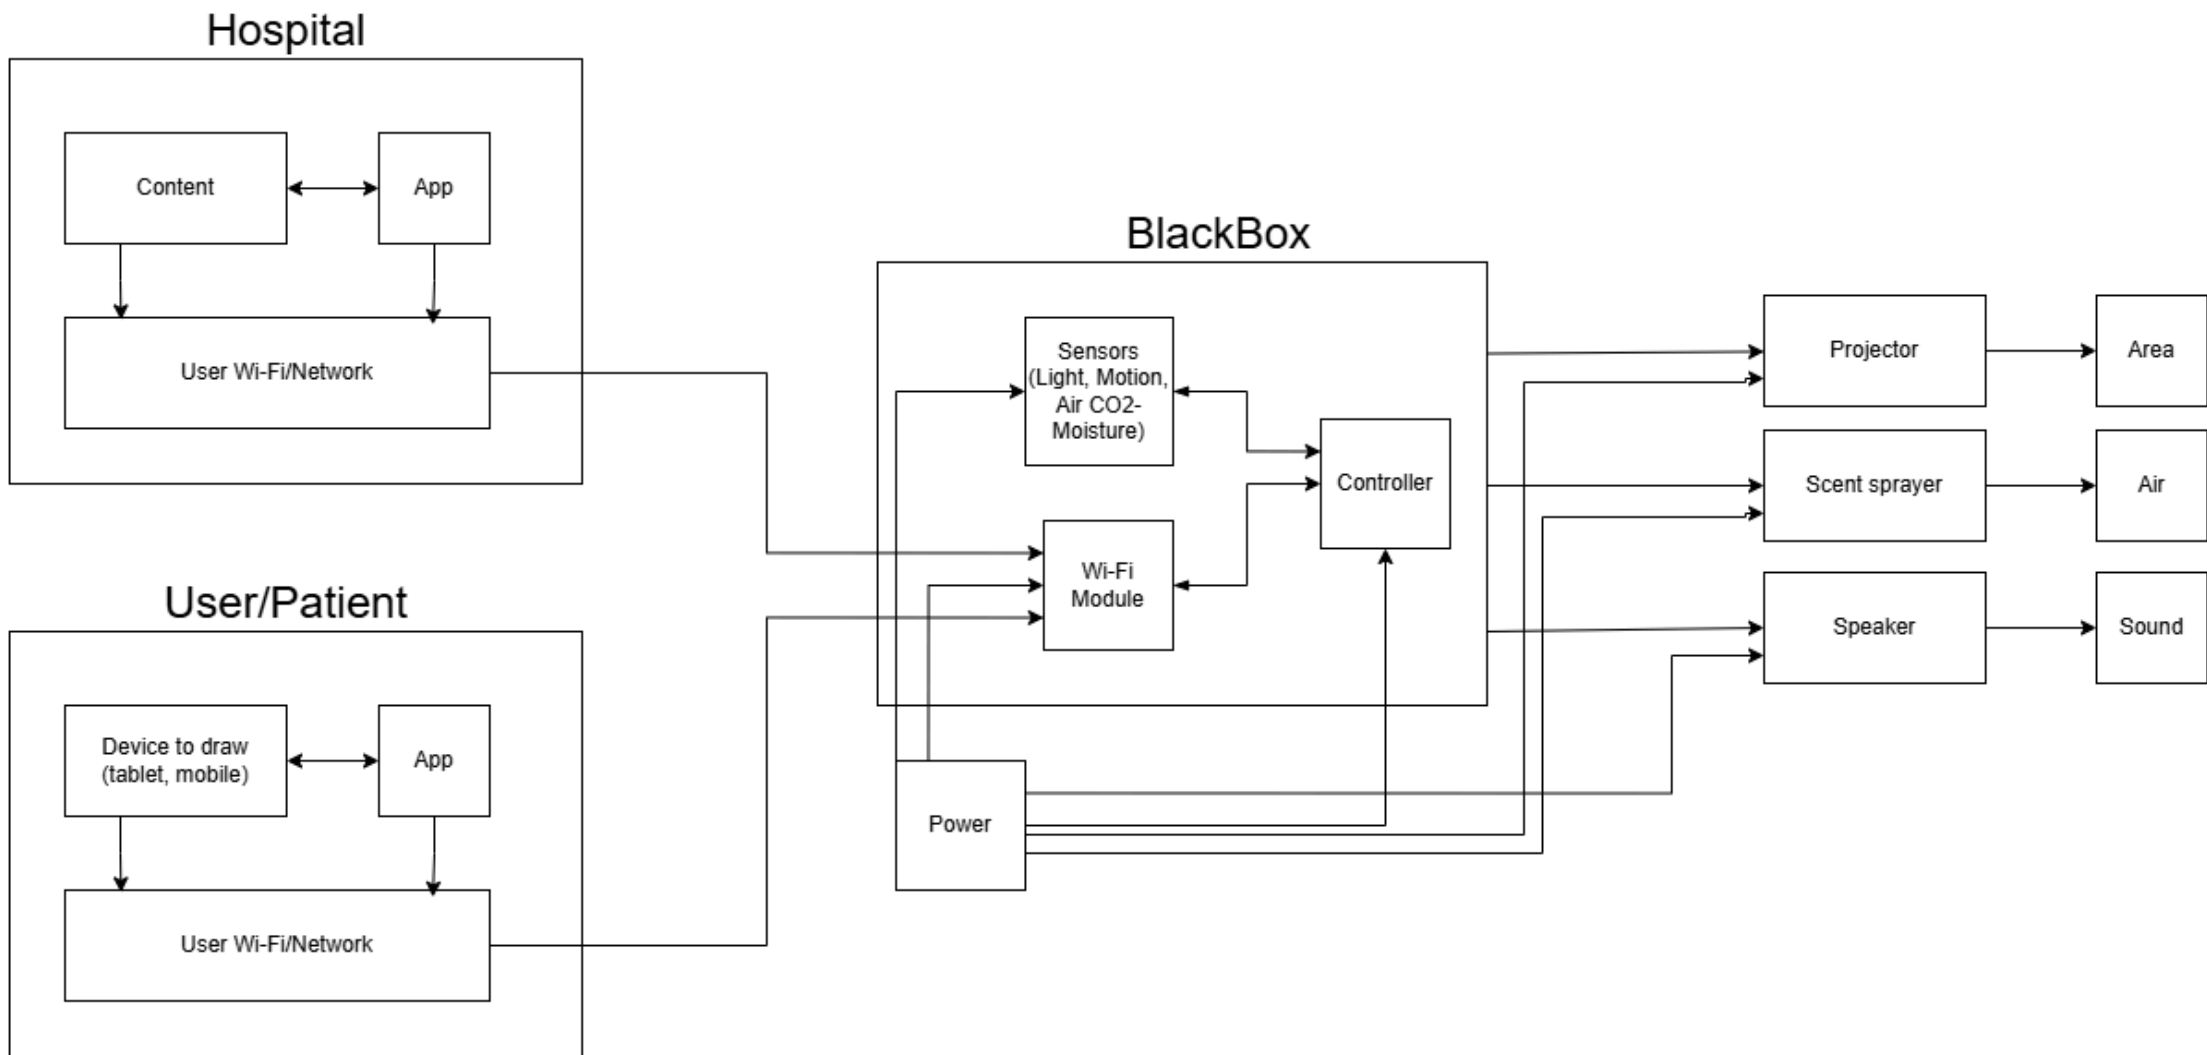 Hospital
Content
App
User Wi-Fi/Network
User/Patient
Device to draw
(tablet, mobile)
App
User Wi-Fi/Network
BlackBox
Sensors
(Light, Motion,
Air CO2-
Moisture)
Controller
Wi-Fi
Module
Power
Projector
Area
Scent sprayer
Air
Speaker
Sound